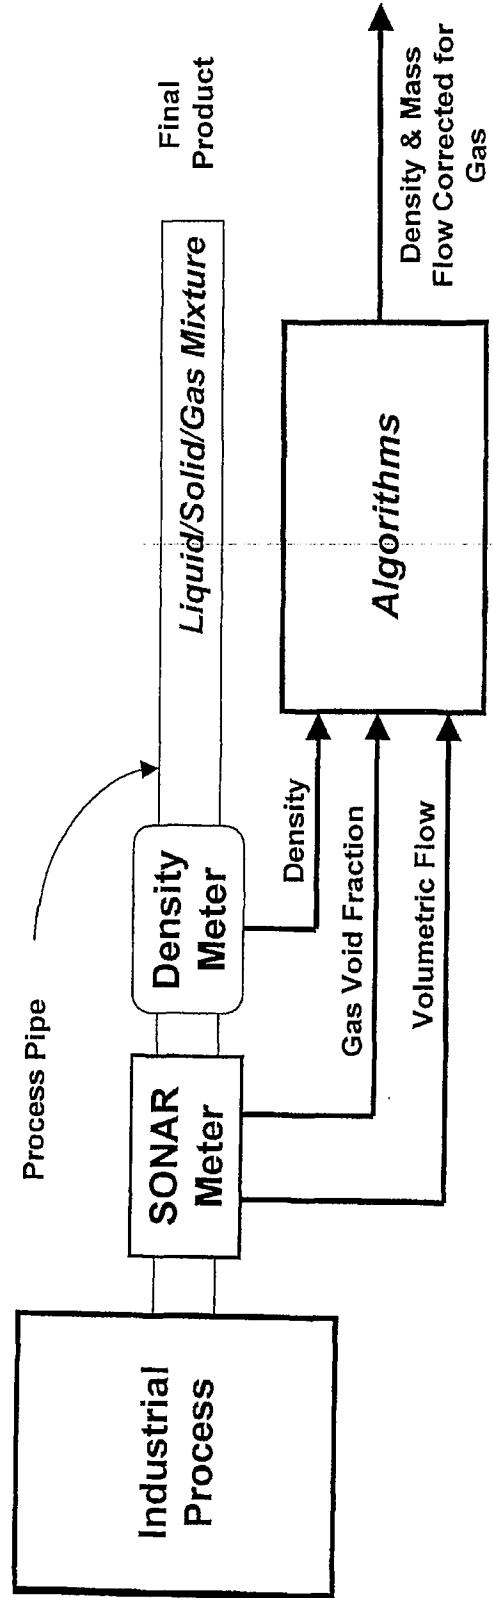 Industrial
Process
SONAR
Meter
Density
Meter
Process Pipe
Liquid/Solid/Gas Mixture
Final
Product
Density
Gas Void Fraction
Volumetric Flow
Algorithms
Density & Mass
Flow Corrected for
Gas